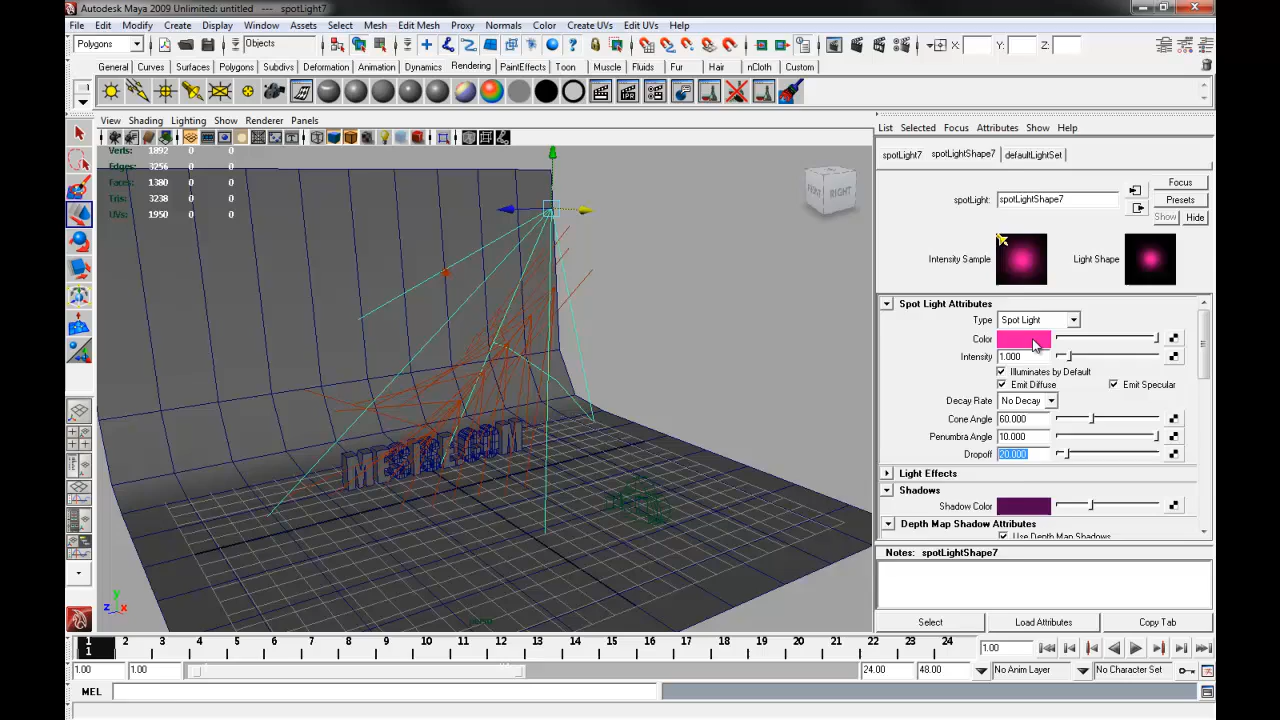 Autodesk Maya 2009 Unlimited: untitled --- spotLight7
File Edit Modify Create Display Window Assets Select Mesh Edit Mesh Proxy Normals Color Create UVs Edit UVs Help
Polygons Objects X: Y: Z:
General Curves Surfaces Polygons Subdivs Deformation Animation Dynamics Rendering PaintEffects Toon Muscle Fluids Fur Hair nCloth Custom
View Shading Lighting Show Renderer Panels
List Selected Focus Attributes Show Help
Verts: 1892 0 0
Edges: 3256 0 0
Faces: 1380 0 0
Tris: 3238 0 0
UVs: 1950 0 0
RIGHT
spotLight7 spotLightShape7 defaultLightSet
Focus
spotLight: spotLightShape7 Presets
Show Hide
Intensity Sample Light Shape
Spot Light Attributes
Type Spot Light
Color
Intensity 1.000
Illuminates by Default
Emit Diffuse Emit Specular
Decay Rate No Decay
Cone Angle 60.000
Penumbra Angle 10.000
Dropoff 20.000
Light Effects
Shadows
Shadow Color
Depth Map Shadow Attributes
Use Depth Map Shadows
Notes: spotLightShape7
Select Load Attributes Copy Tab
y
z x
1 2 3 4 5 6 7 8 9 10 11 12 13 14 15 16 17 18 19 20 21 22 23 24
1 1.00
1.00 1.00 24.00 48.00 No Anim Layer No Character Set
MEL